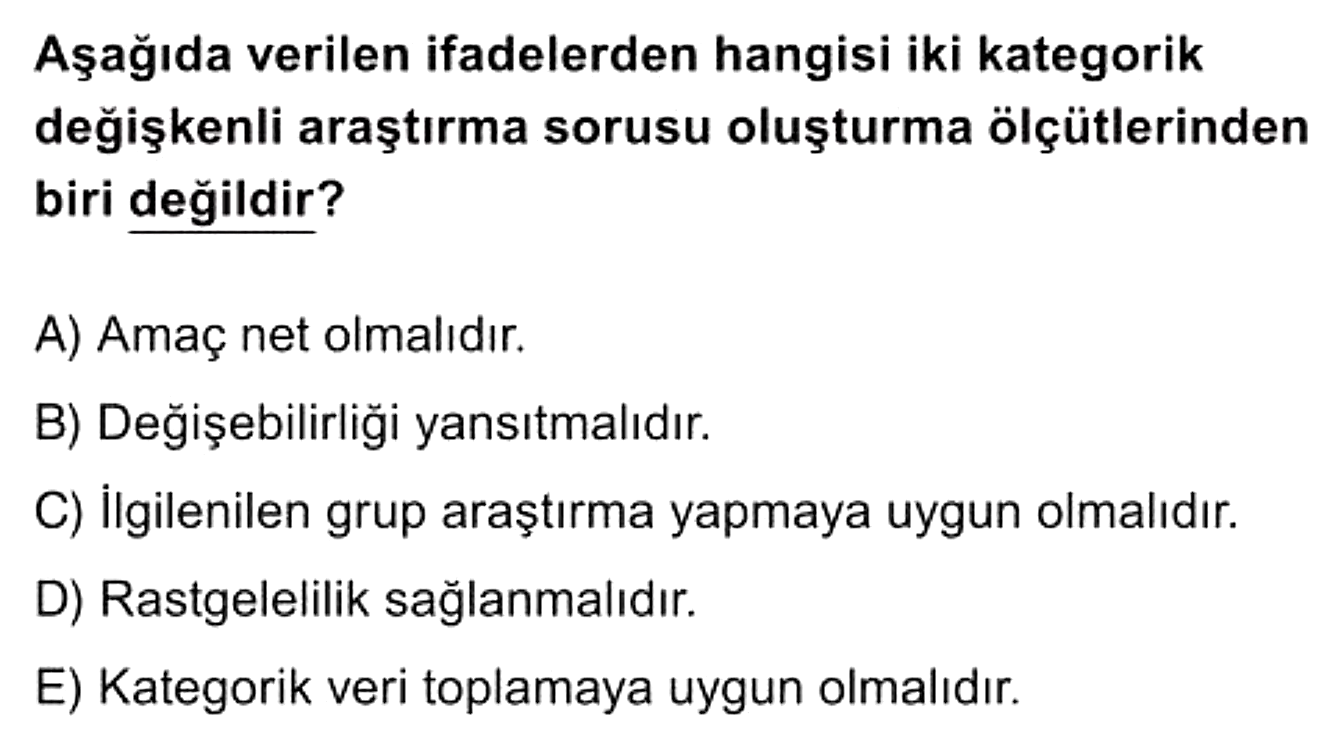 Aşağıda verilen ifadelerden hangisi iki kategorik
değişkenli araştırma sorusu oluşturma ölçütlerinden
biri değildir?
A) Amaç net olmalıdır.
B) Değişebilirliği yansıtmalıdır.
C) İlgilenilen grup araştırma yapmaya uygun olmalıdır.
D) Rastgelelilik sağlanmalıdır.
E) Kategorik veri toplamaya uygun olmalıdır.